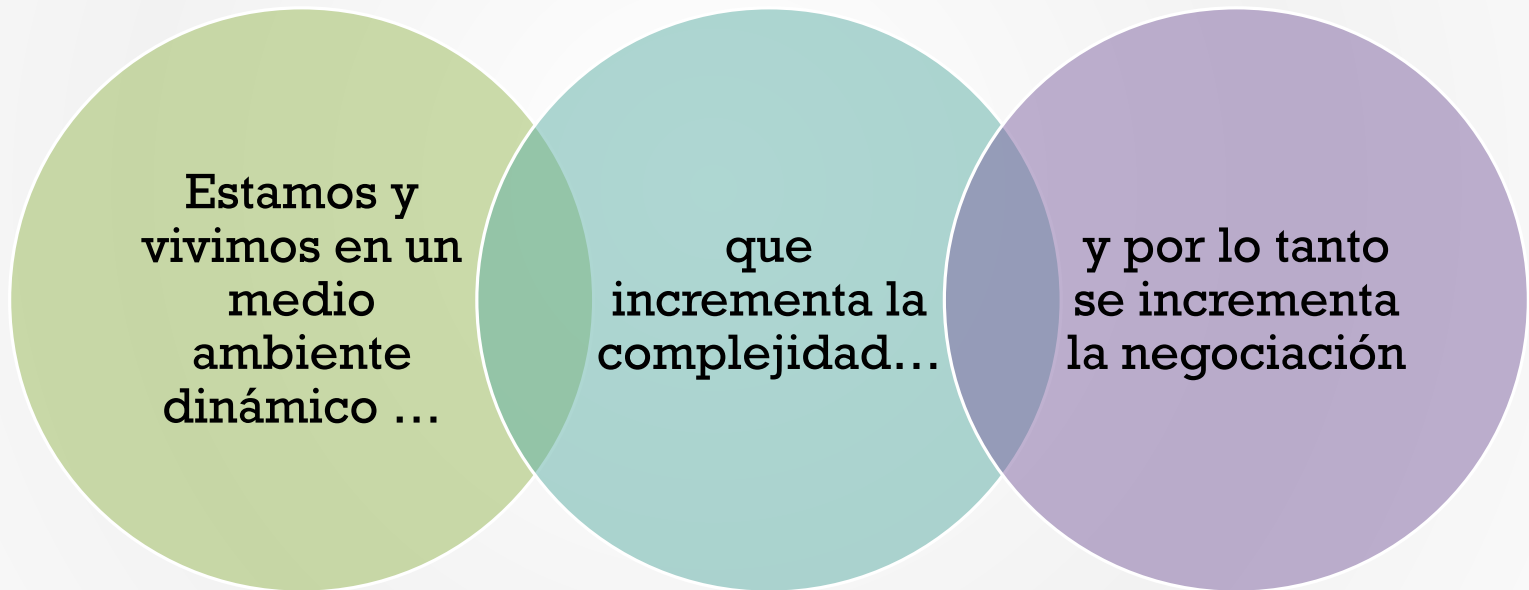 Estamos y
vivimos en un
medio
ambiente
dinámico …
que
incrementa la
complejidad…
y por lo tanto
se incrementa
la negociación